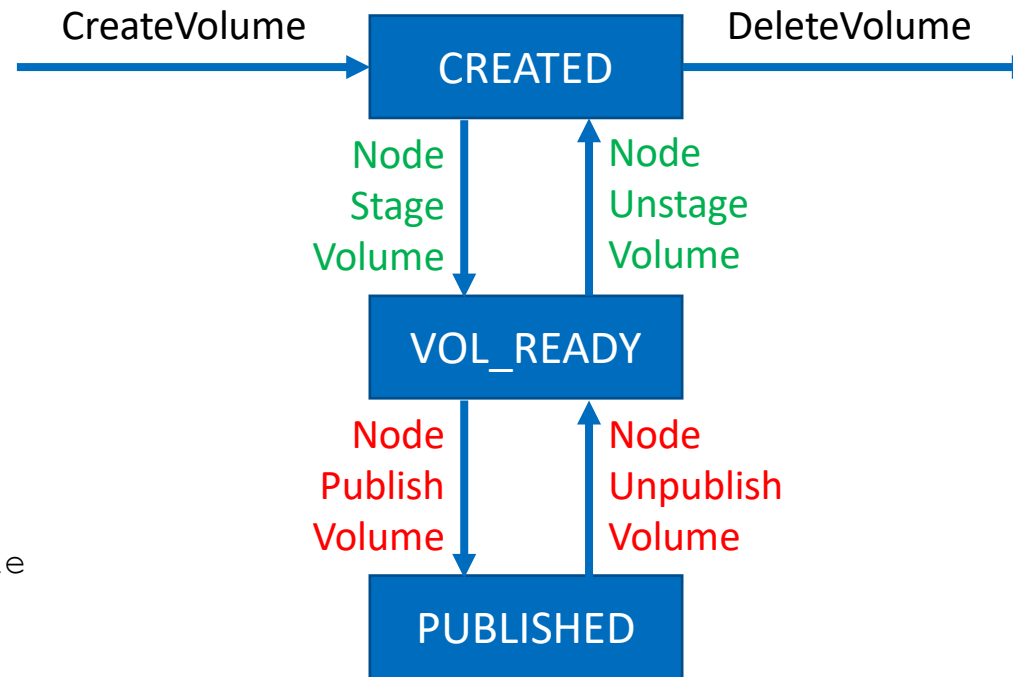 CreateVolume
DeleteVolume
CREATED
Node
Stage
Volume
Node
Unstage
Volume
VOL_READY
Node
Publish
Volume
Node
Unpublish
Volume
e
PUBLISHED